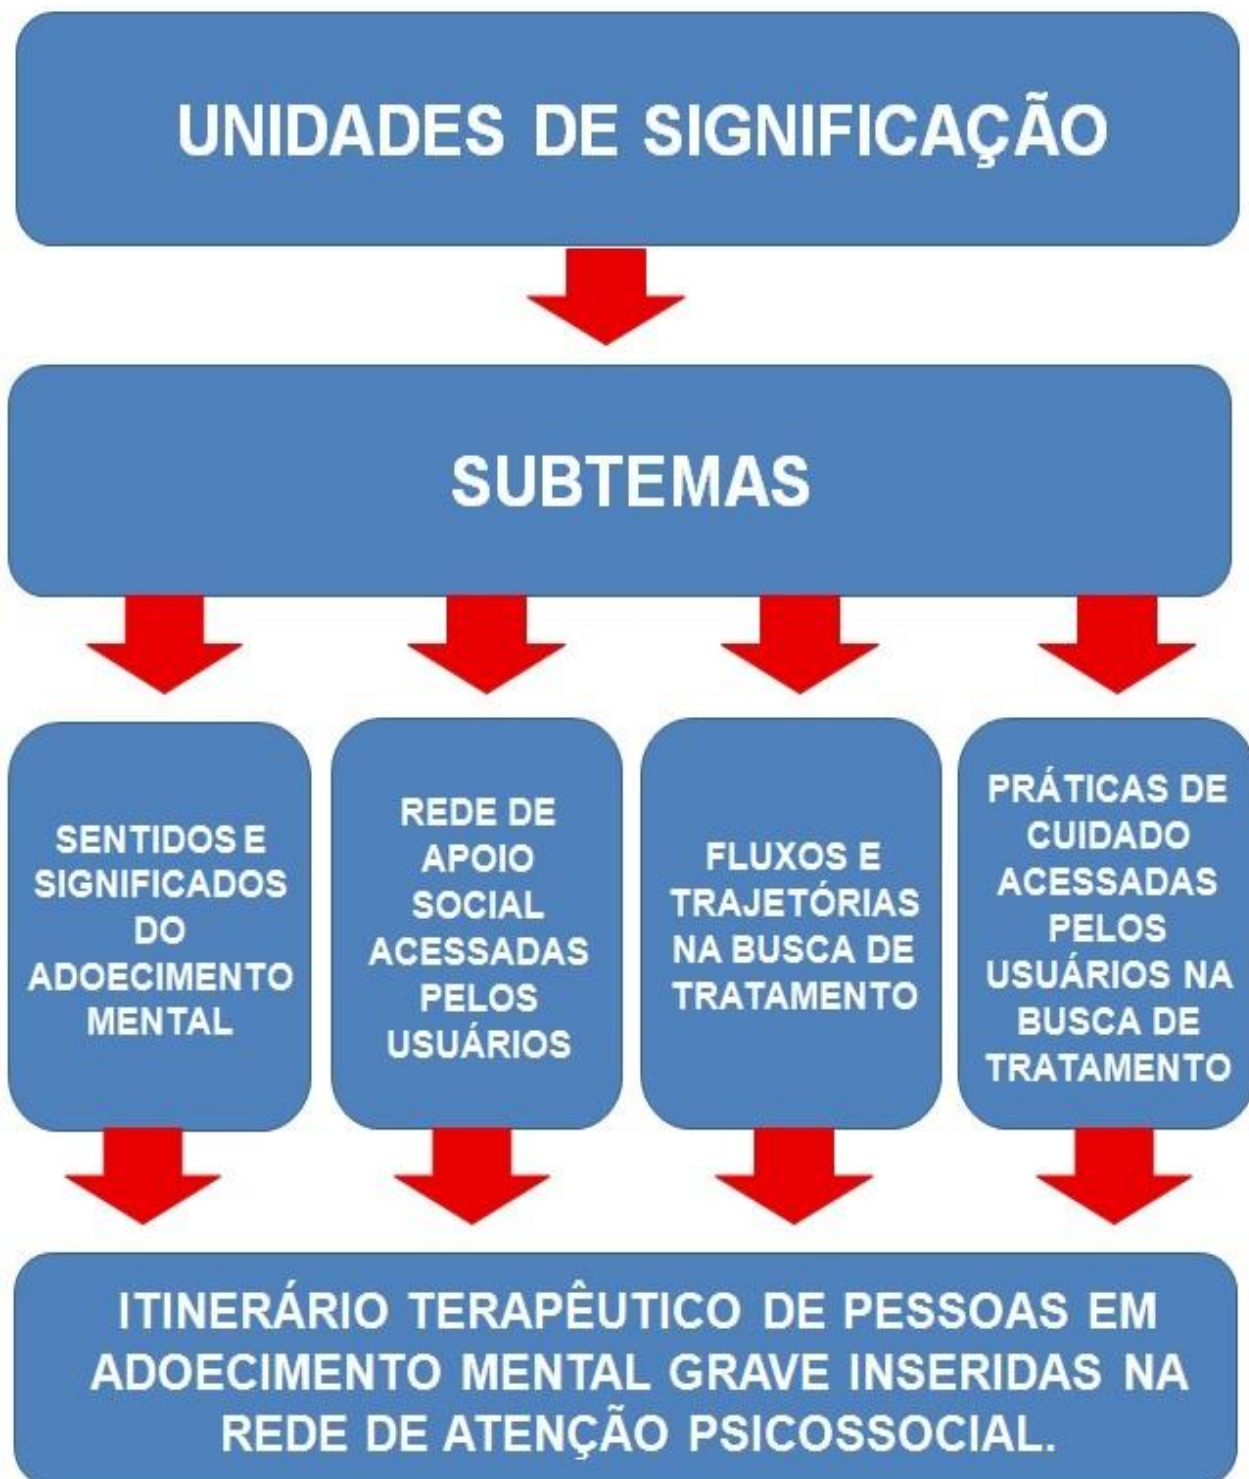 UNIDADES DE SIGNIFICAÇÃO
SUBTEMAS
SENTIDOS E
SIGNIFICADOS
DO
ADOECIMENTO
MENTAL
REDE DE
APOIO
SOCIAL
ACESSADAS
PELOS
USUÁRIOS
FLUXOS E
TRAJETÓRIAS
NA BUSCA DE
TRATAMENTO
PRÁTICAS DE
CUIDADO
ACESSADAS
PELOS
USUÁRIOS NA
BUSCA DE
TRATAMENTO
ITINERÁRIO TERAPÊUTICO DE PESSOAS EM
ADOECIMENTO MENTAL GRAVE INSERIDAS NA
REDE DE ATENÇÃO PSICOSSOCIAL.